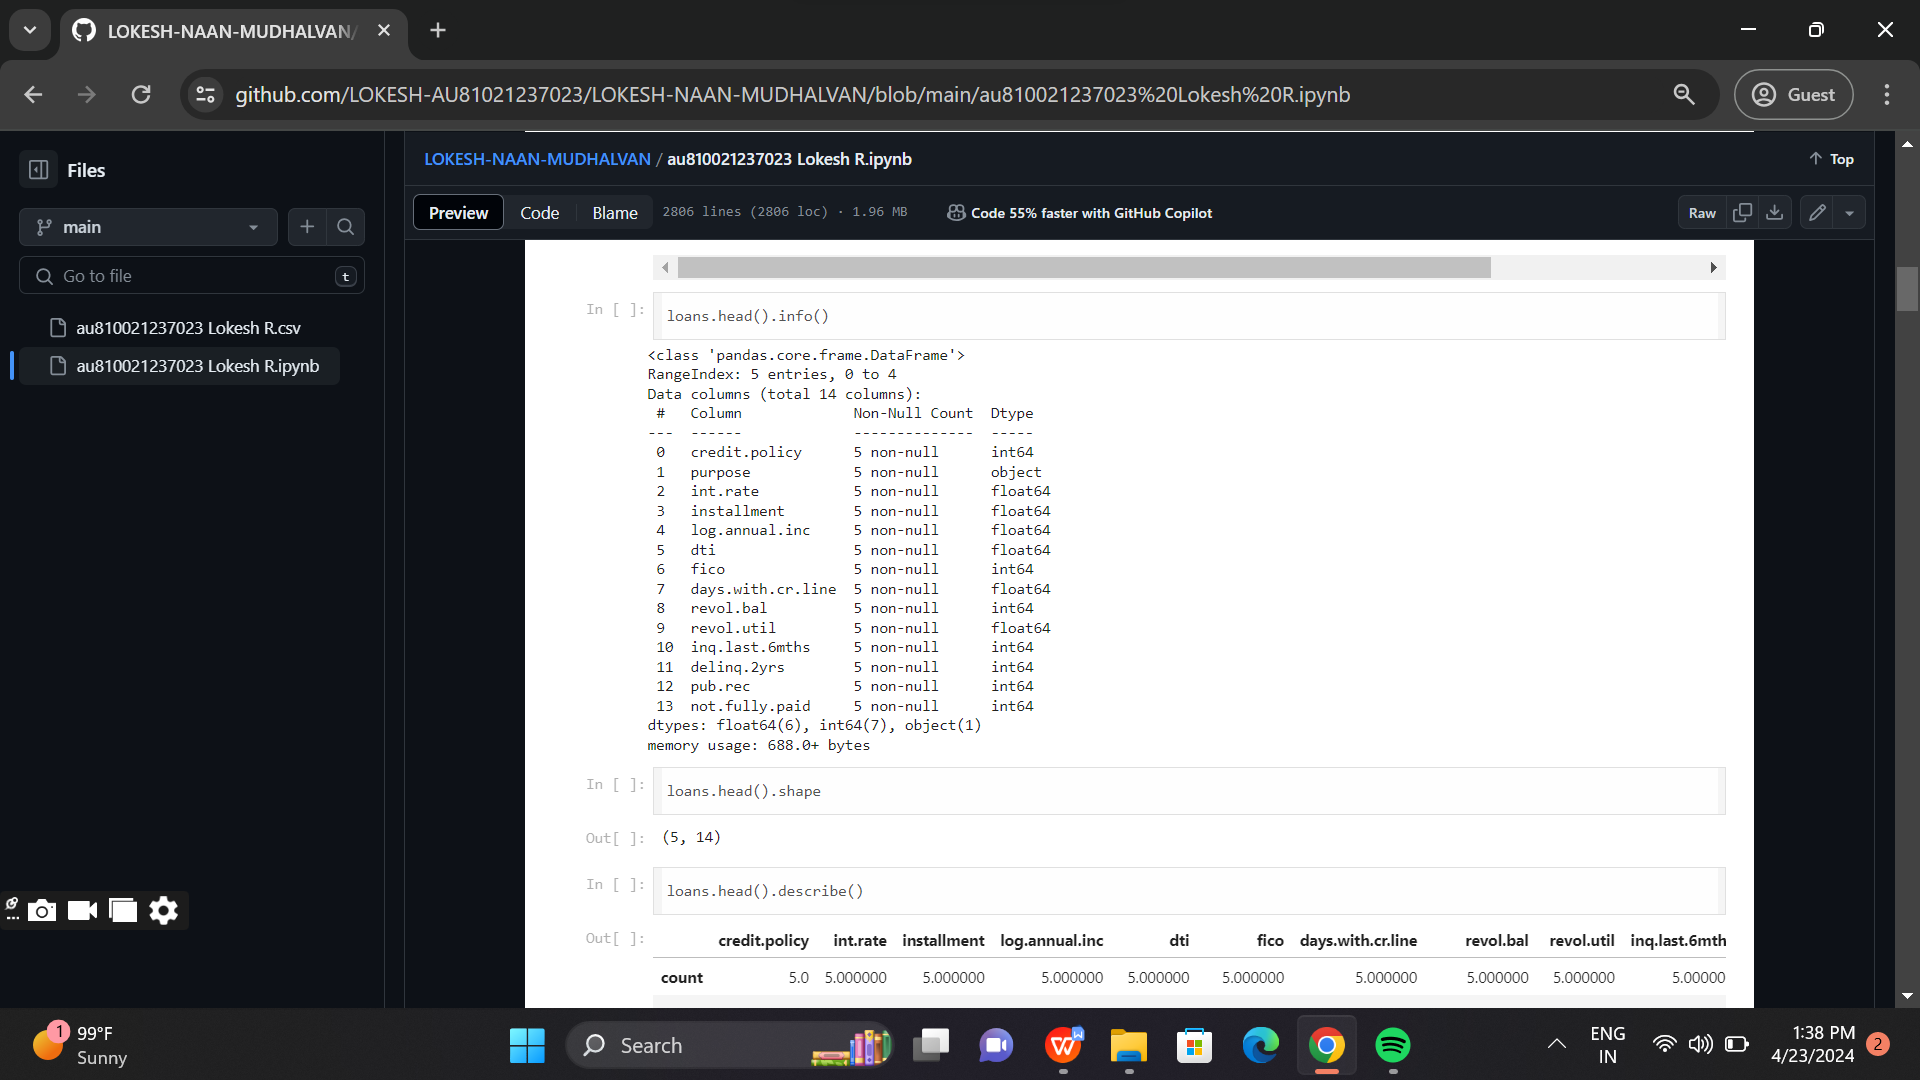 LOKESH-NAAN-MUDHALVAN/
github.com/LOKESH-AU81021237023/LOKESH-NAAN-MUDHALVAN/blob/main/au810021237023%20Lokesh%20R.ipynb
Guest
Files
main
Go to file
t
au810021237023 Lokesh R.csv
au810021237023 Lokesh R.ipynb
LOKESH-NAAN-MUDHALVAN / au810021237023 Lokesh R.ipynb
Top
Preview Code Blame 2806 lines (2806 loc) · 1.96 MB Code 55% faster with GitHub Copilot
Raw
In [ ]: loans.head().info()
<class 'pandas.core.frame.DataFrame'>
RangeIndex: 5 entries, 0 to 4
Data columns (total 14 columns):
# Column Non-Null Count Dtype
--- ------ -------------- -----
0 credit.policy 5 non-null int64
1 purpose 5 non-null object
2 int.rate 5 non-null float64
3 installment 5 non-null float64
4 log.annual.inc 5 non-null float64
5 dti 5 non-null float64
6 fico 5 non-null int64
7 days.with.cr.line 5 non-null float64
8 revol.bal 5 non-null int64
9 revol.util 5 non-null float64
10 inq.last.6mths 5 non-null int64
11 delinq.2yrs 5 non-null int64
12 pub.rec 5 non-null int64
13 not.fully.paid 5 non-null int64
dtypes: float64(6), int64(7), object(1)
memory usage: 688.0+ bytes
In [ ]: loans.head().shape
Out[ ]: (5, 14)
In [ ]: loans.head().describe()
Out[ ]: credit.policy int.rate installment log.annual.inc dti fico days.with.cr.line revol.bal revol.util inq.last.6mth
count 5.0 5.000000 5.000000 5.000000 5.000000 5.000000 5.000000 5.000000 5.000000 5.00000
1
99°F
Sunny
Search
W
ENG
IN
1:38 PM
4/23/2024
2